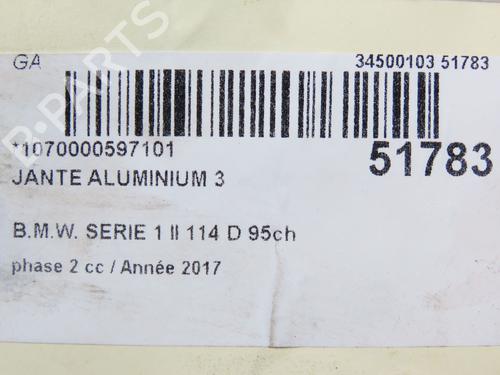 GA 34500103 51783
*1070000597101 51783
JANTE ALUMINIUM 3
B.M.W. SERIE 1 II 114 D 95ch
phase 2 cc / Année 2017
B-PARTS